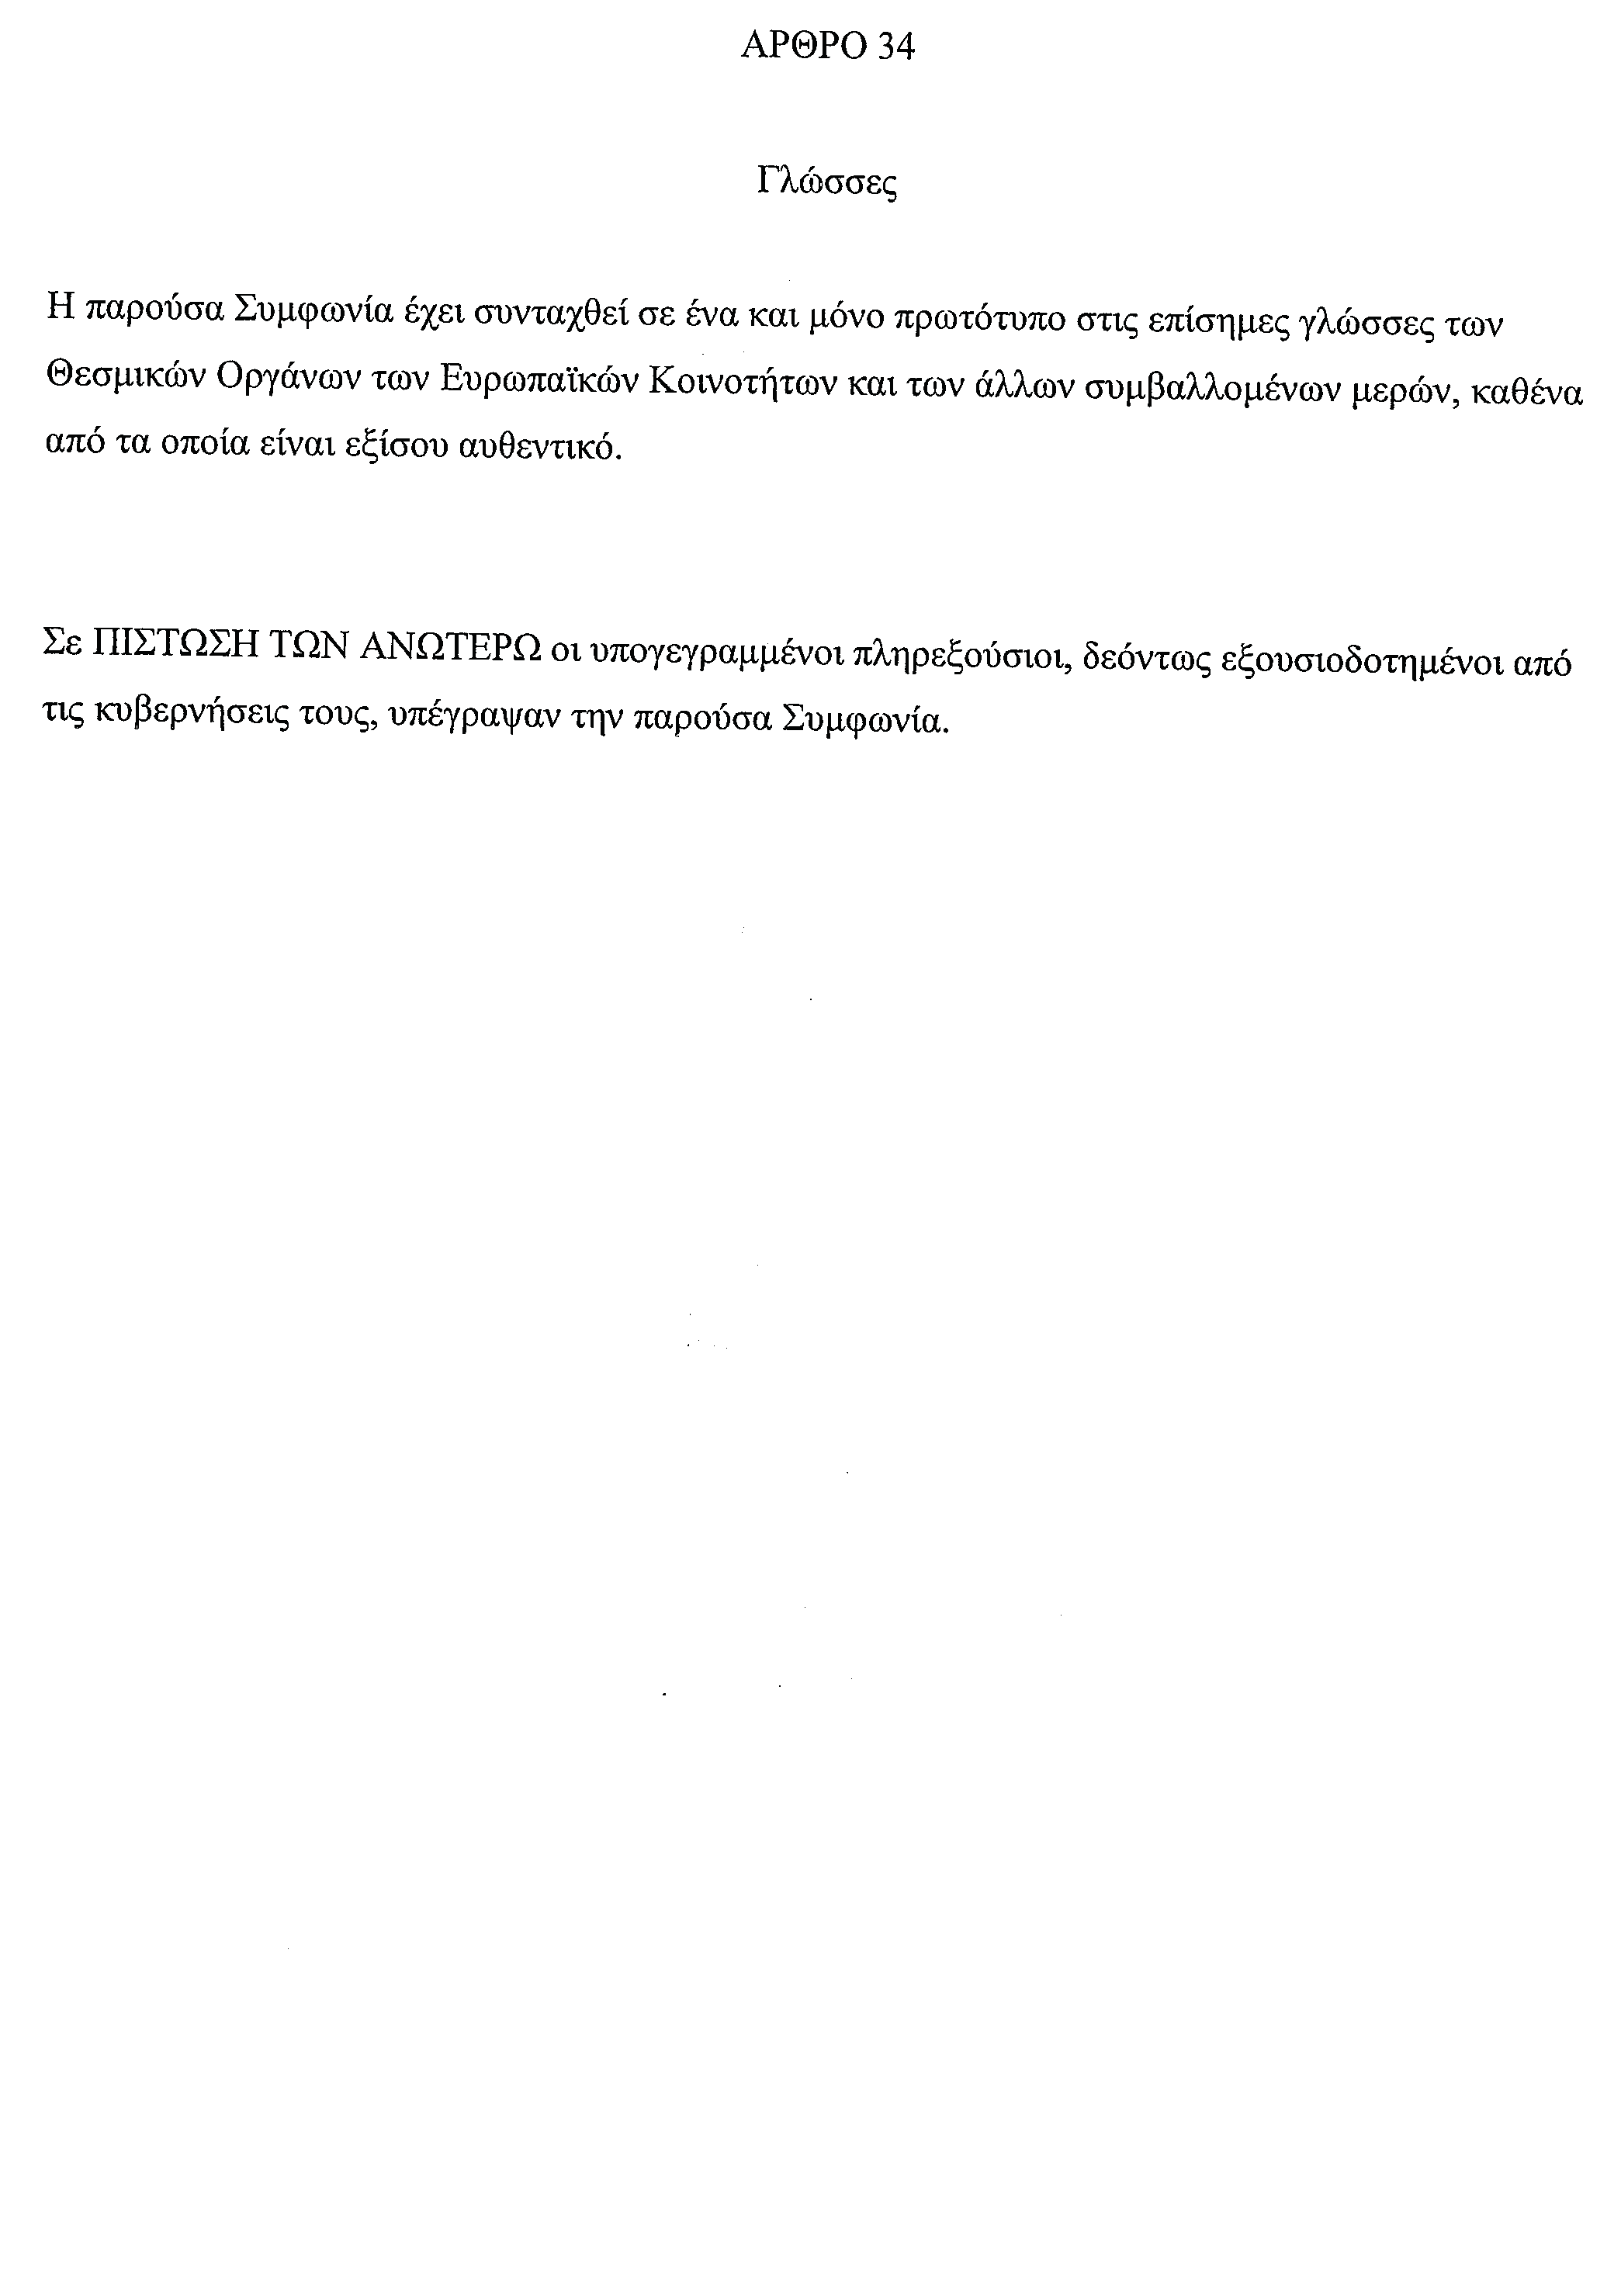 ΑΡΘΡΟ 34
Γλώσσες
Η παρούσα Συμφωνία έχει συνταχθεί σε ένα και μόνο πρωτότυπο στις επίσημες γλώσσες των
Θεσμικών Οργάνων των Ευρωπαϊκών Κοινοτήτων και των άλλων συμβαλλομένων μερών, καθένα
από τα οποία είναι εξίσου αυθεντικό.
Σε ΠΙΣΤΩΣΗ ΤΩΝ ΑΝΩΤΕΡΩ οι υπογεγραμμένοι πληρεξούσιοι, δεόντως εξουσιοδοτημένοι από
τις κυβερνήσεις τους, υπέγραψαν την παρούσα Συμφωνία.